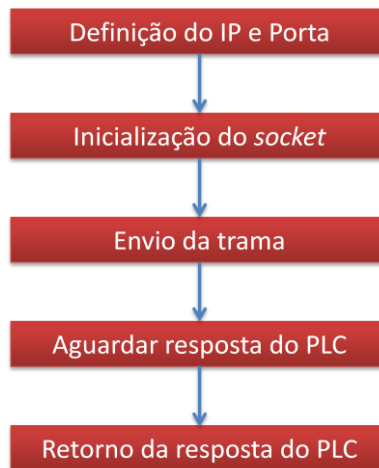 Definição do IP e Porta
Inicialização do socket
Envio da trama
Aguardar resposta do PLC
Retorno da resposta do PLC